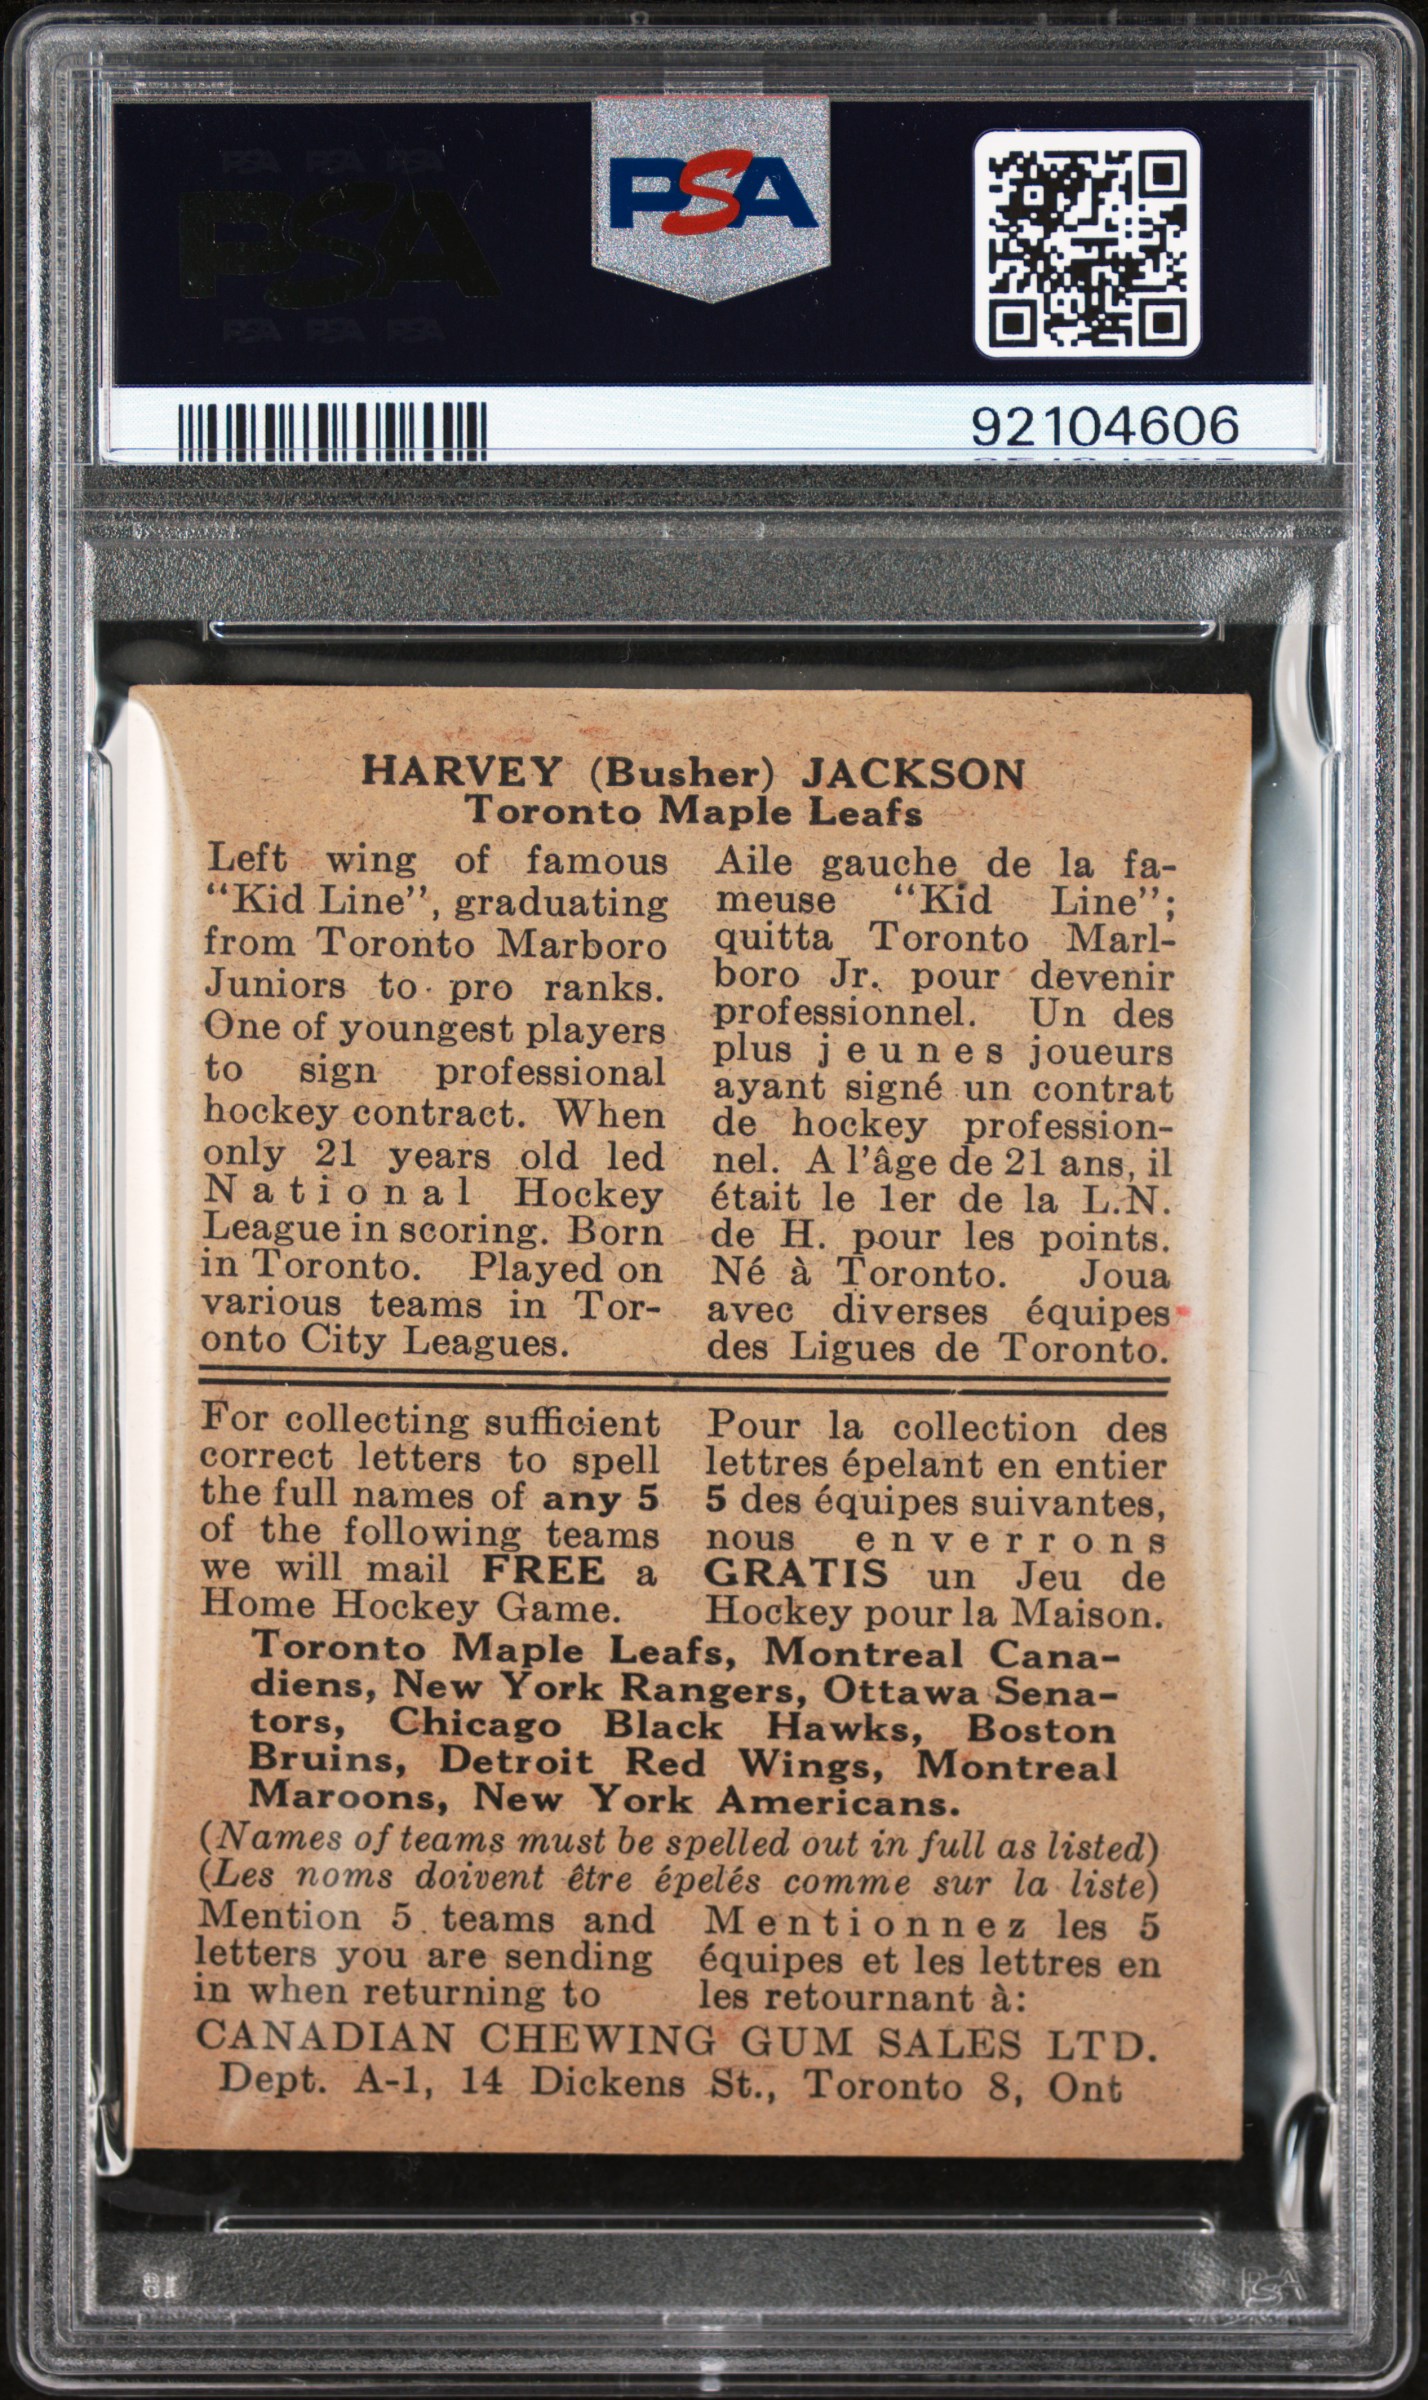 PSA
92104606
HARVEY (Busher) JACKSON
Toronto Maple Leafs
Left wing of famous
"Kid Line", graduating
from Toronto Marboro
Juniors to pro ranks.
One of youngest players
to sign professional
hockey contract. When
only 21 years old led
National Hockey
League in scoring. Born
in Toronto. Played on
various teams in Tor-
onto City Leagues.
Aile gauche de la fa-
meuse "Kid Line";
quitta Toronto Marl-
boro Jr. pour devenir
professionnel. Un des
plus jeunes joueurs
ayant signé un contrat
de hockey profession-
nel. A l'âge de 21 ans, il
était le 1er de la L.N.
de H. pour les points.
Né à Toronto. Joua
avec diverses équipes
des Ligues de Toronto.
For collecting sufficient
correct letters to spell
the full names of any 5
of the following teams
we will mail FREE a
Home Hockey Game.
Pour la collection des
lettres épelant en entier
5 des équipes suivantes,
nous enverrons
GRATIS un Jeu de
Hockey pour la Maison.
Toronto Maple Leafs, Montreal Cana-
diens, New York Rangers, Ottawa Sena-
tors, Chicago Black Hawks, Boston
Bruins, Detroit Red Wings, Montreal
Maroons, New York Americans.
(Names of teams must be spelled out in full as listed)
(Les noms doivent être épelés comme sur la liste)
Mention 5 teams and
letters you are sending
in when returning to
Mentionnez les 5
équipes et les lettres en
les retournant à:
CANADIAN CHEWING GUM SALES LTD.
Dept. A-1, 14 Dickens St., Toronto 8, Ont
PSA